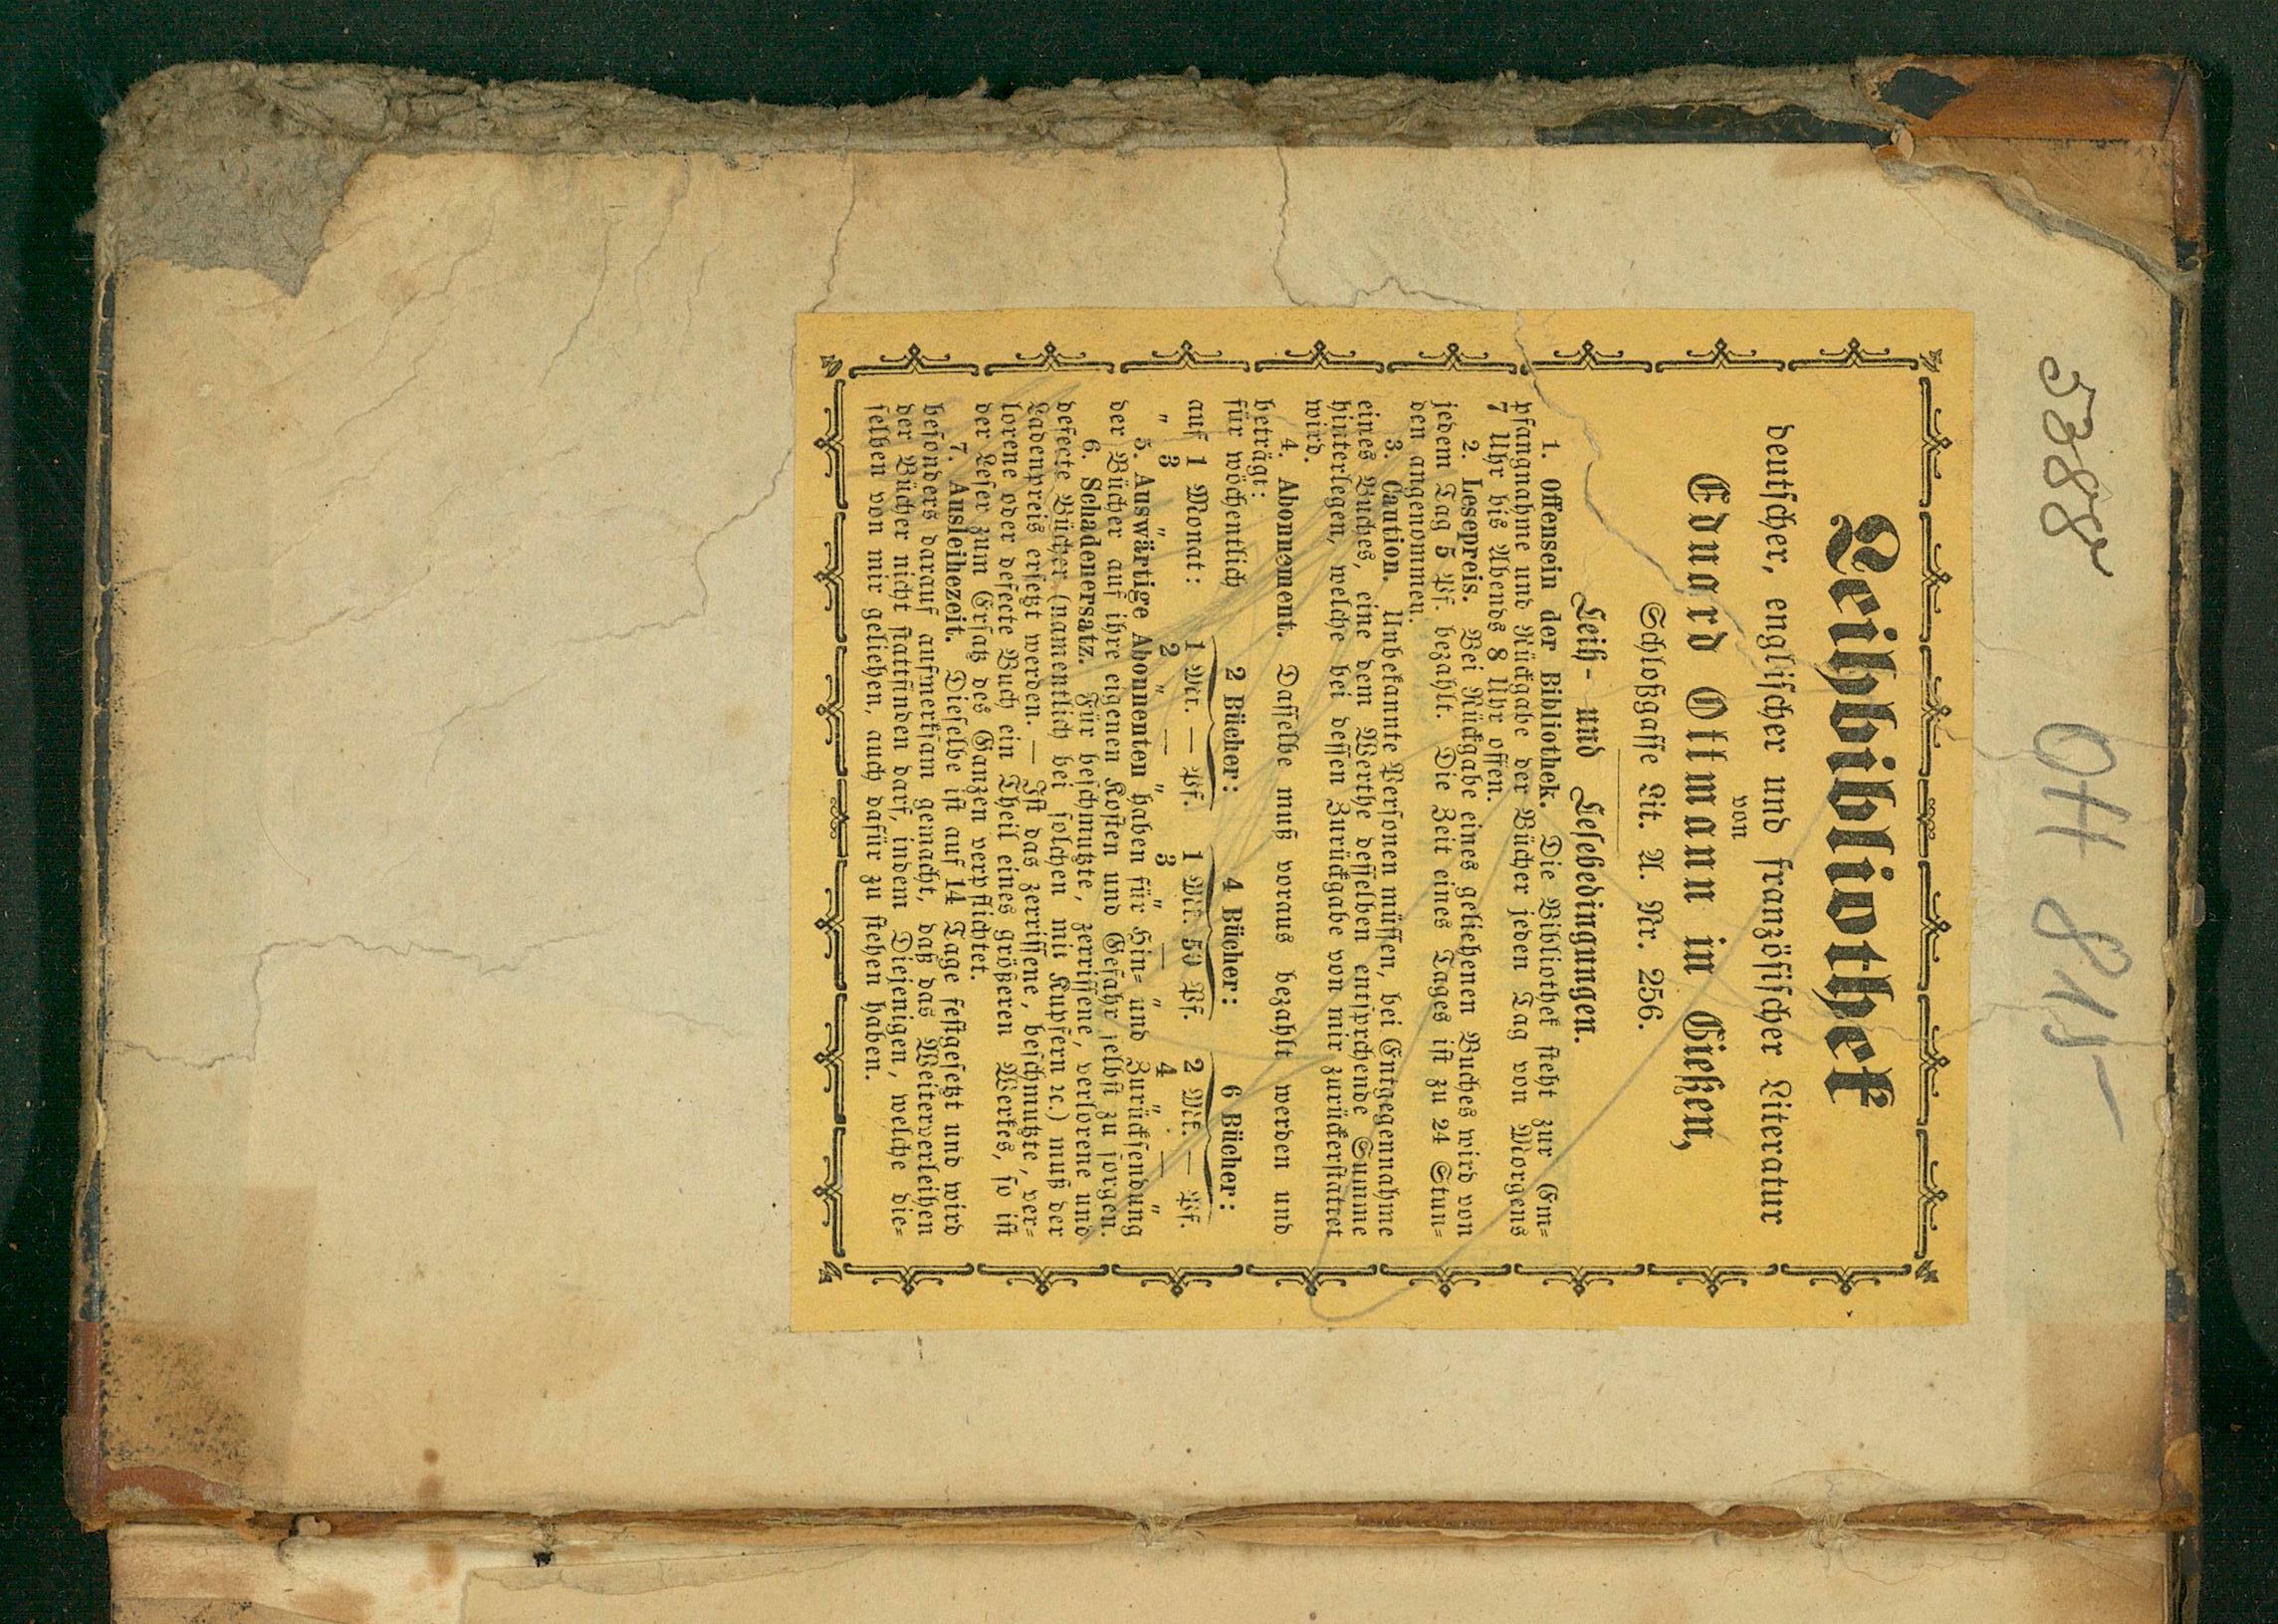 5388r OH 815
Leihbibliothek
deutscher, englischer und französischer Literatur
von
Eduard Ottmann in Gießen,
Schloßgasse Lit. A. Nr. 256.
Leih- und Lesebedingungen.
1. Offensein der Bibliothek. Die Bibliothek steht zur Em-
pfangnahme und Rückgabe der Bücher jeden Tag von Morgens
7 Uhr bis Abends 8 Uhr offen.
2. Lesepreis. Bei Rückgabe eines geliehenen Buches wird von
jedem Tag 5 Pf. bezahlt. Die Zeit eines Tages ist zu 24 Stun-
den angenommen.
3. Caution. Unbekannte Personen müssen, bei Entgegennahme
eines Buches, eine dem Werthe desselben entsprchende Summe
hinterlegen, welche bei dessen Zurückgabe von mir zurückerstattet
wird.
4. Abonnement. Dasselbe muß voraus bezahlt werden und
beträgt:
für wöchentlich 2 Bücher: 4 Bücher: 6 Bücher:
auf 1 Monat: 1 Mk. — Pf. 1 Mk. 50 Pf. 2 Mk. — Pf.
" 3 " 2 " — " 3 " — " 4 " — "
5. Auswärtige Abonnenten haben für Hin- und Zurücksendung
der Bücher auf ihre eigenen Kosten und Gefahr selbst zu sorgen.
6. Schadenersatz. Für beschmutzte, zerrissene, verlorene und
defecte Bücher (namentlich bei solchen mit Kupfern ꝛc.) muß der
Ladenpreis ersetzt werden. — Ist das zerrissene, beschmutzte, ver-
lorene oder defecte Buch ein Theil eines größeren Werkes, so ist
der Leser zum Ersatz des Ganzen verpflichtet.
7. Ausleihezeit. Dieselbe ist auf 14 Tage festgesetzt und wird
besonders darauf aufmerksam gemacht, daß das Weiterverleihen
der Bücher nicht stattfinden darf, indem Diejenigen, welche die-
selben von mir geliehen, auch dafür zu stehen haben.